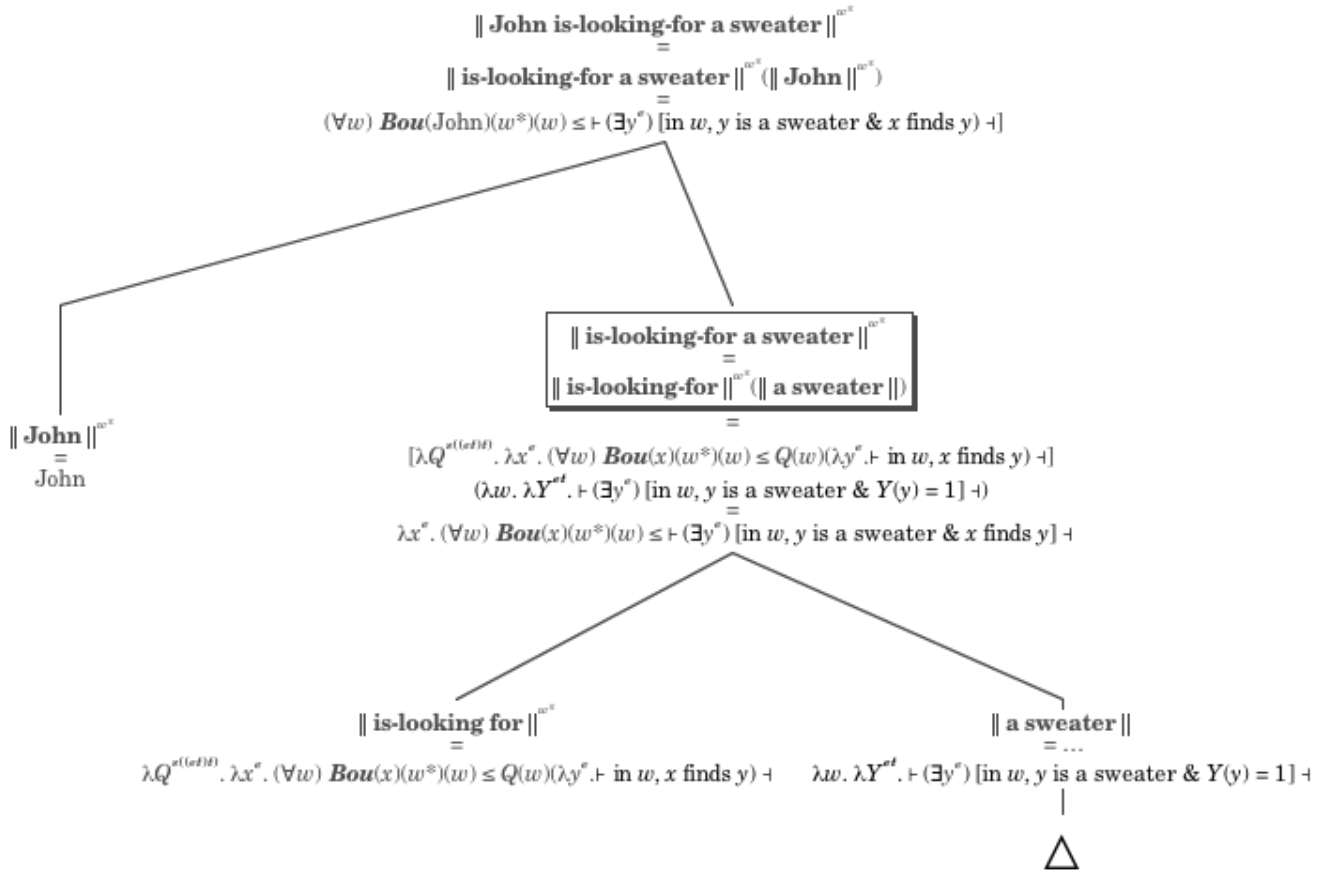 ‖ John is-looking-for a sweater ‖^w*
=
‖ is-looking-for a sweater ‖^w*(‖ John ‖^w*)
=
(∀w) Bou(John)(w*)(w) ≤ ⊢ (∃y^e) [in w, y is a sweater & x finds y) ⊣]
‖ is-looking-for a sweater ‖^w*
=
‖ is-looking-for ‖^w*(‖ a sweater ‖)
=
‖ John ‖^w*
=
John
[λQ^s((et)t). λx^e. (∀w) Bou(x)(w*)(w) ≤ Q(w)(λy^e.⊢ in w, x finds y) ⊣]
(λw. λY^et. ⊢ (∃y^e) [in w, y is a sweater & Y(y) = 1] ⊣)
=
λx^e. (∀w) Bou(x)(w*)(w) ≤ ⊢ (∃y^e) [in w, y is a sweater & x finds y] ⊣
‖ is-looking for ‖^w*
=
λQ^s((et)t). λx^e. (∀w) Bou(x)(w*)(w) ≤ Q(w)(λy^e.⊢ in w, x finds y) ⊣
‖ a sweater ‖
= ...
λw. λY^et. ⊢ (∃y^e) [in w, y is a sweater & Y(y) = 1] ⊣